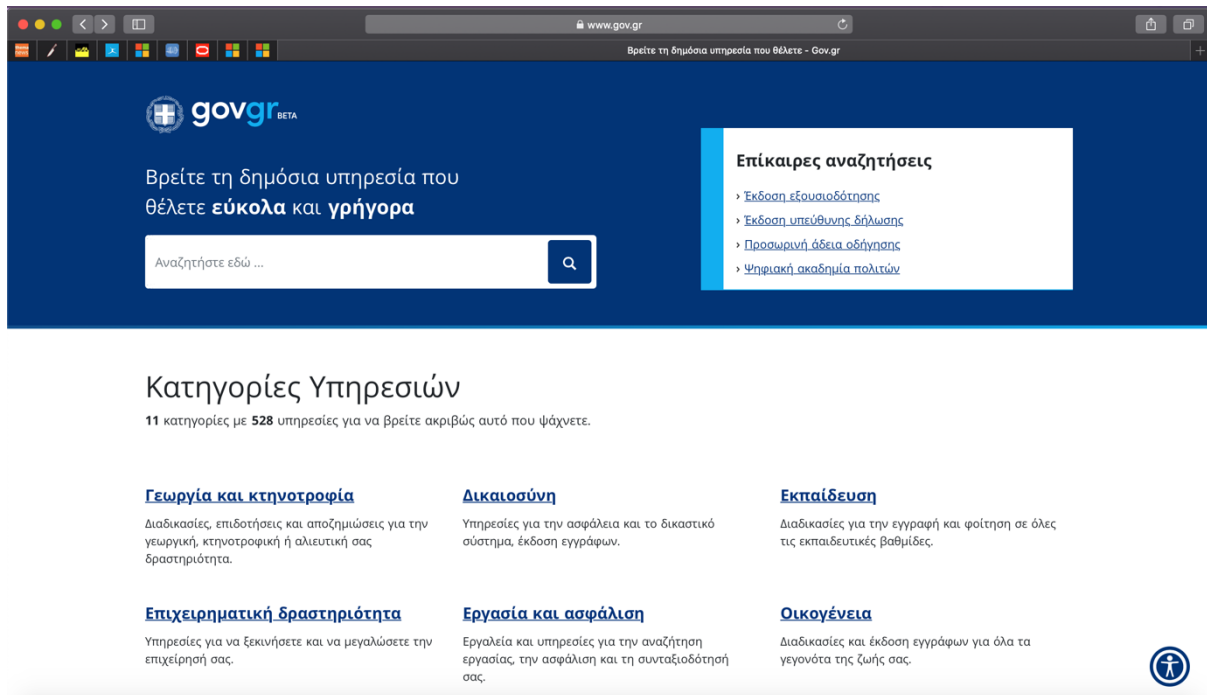 www.gov.gr
Βρείτε τη δημόσια υπηρεσία που θέλετε - Gov.gr
govgr BETA
Βρείτε τη δημόσια υπηρεσία που
θέλετε εύκολα και γρήγορα
Αναζητήστε εδώ ...
Επίκαιρες αναζητήσεις
› Έκδοση εξουσιοδότησης
› Έκδοση υπεύθυνης δήλωσης
› Προσωρινή άδεια οδήγησης
› Ψηφιακή ακαδημία πολιτών
Κατηγορίες Υπηρεσιών
11 κατηγορίες με 528 υπηρεσίες για να βρείτε ακριβώς αυτό που ψάχνετε.
Γεωργία και κτηνοτροφία
Διαδικασίες, επιδοτήσεις και αποζημιώσεις για την
γεωργική, κτηνοτροφική ή αλιευτική σας
δραστηριότητα.
Δικαιοσύνη
Υπηρεσίες για την ασφάλεια και το δικαστικό
σύστημα, έκδοση εγγράφων.
Εκπαίδευση
Διαδικασίες για την εγγραφή και φοίτηση σε όλες
τις εκπαιδευτικές βαθμίδες.
Επιχειρηματική δραστηριότητα
Υπηρεσίες για να ξεκινήσετε και να μεγαλώσετε την
επιχείρησή σας.
Εργασία και ασφάλιση
Εργαλεία και υπηρεσίες για την αναζήτηση
εργασίας, την ασφάλιση και τη συνταξιοδότησή
σας.
Οικογένεια
Διαδικασίες και έκδοση εγγράφων για όλα τα
γεγονότα της ζωής σας.